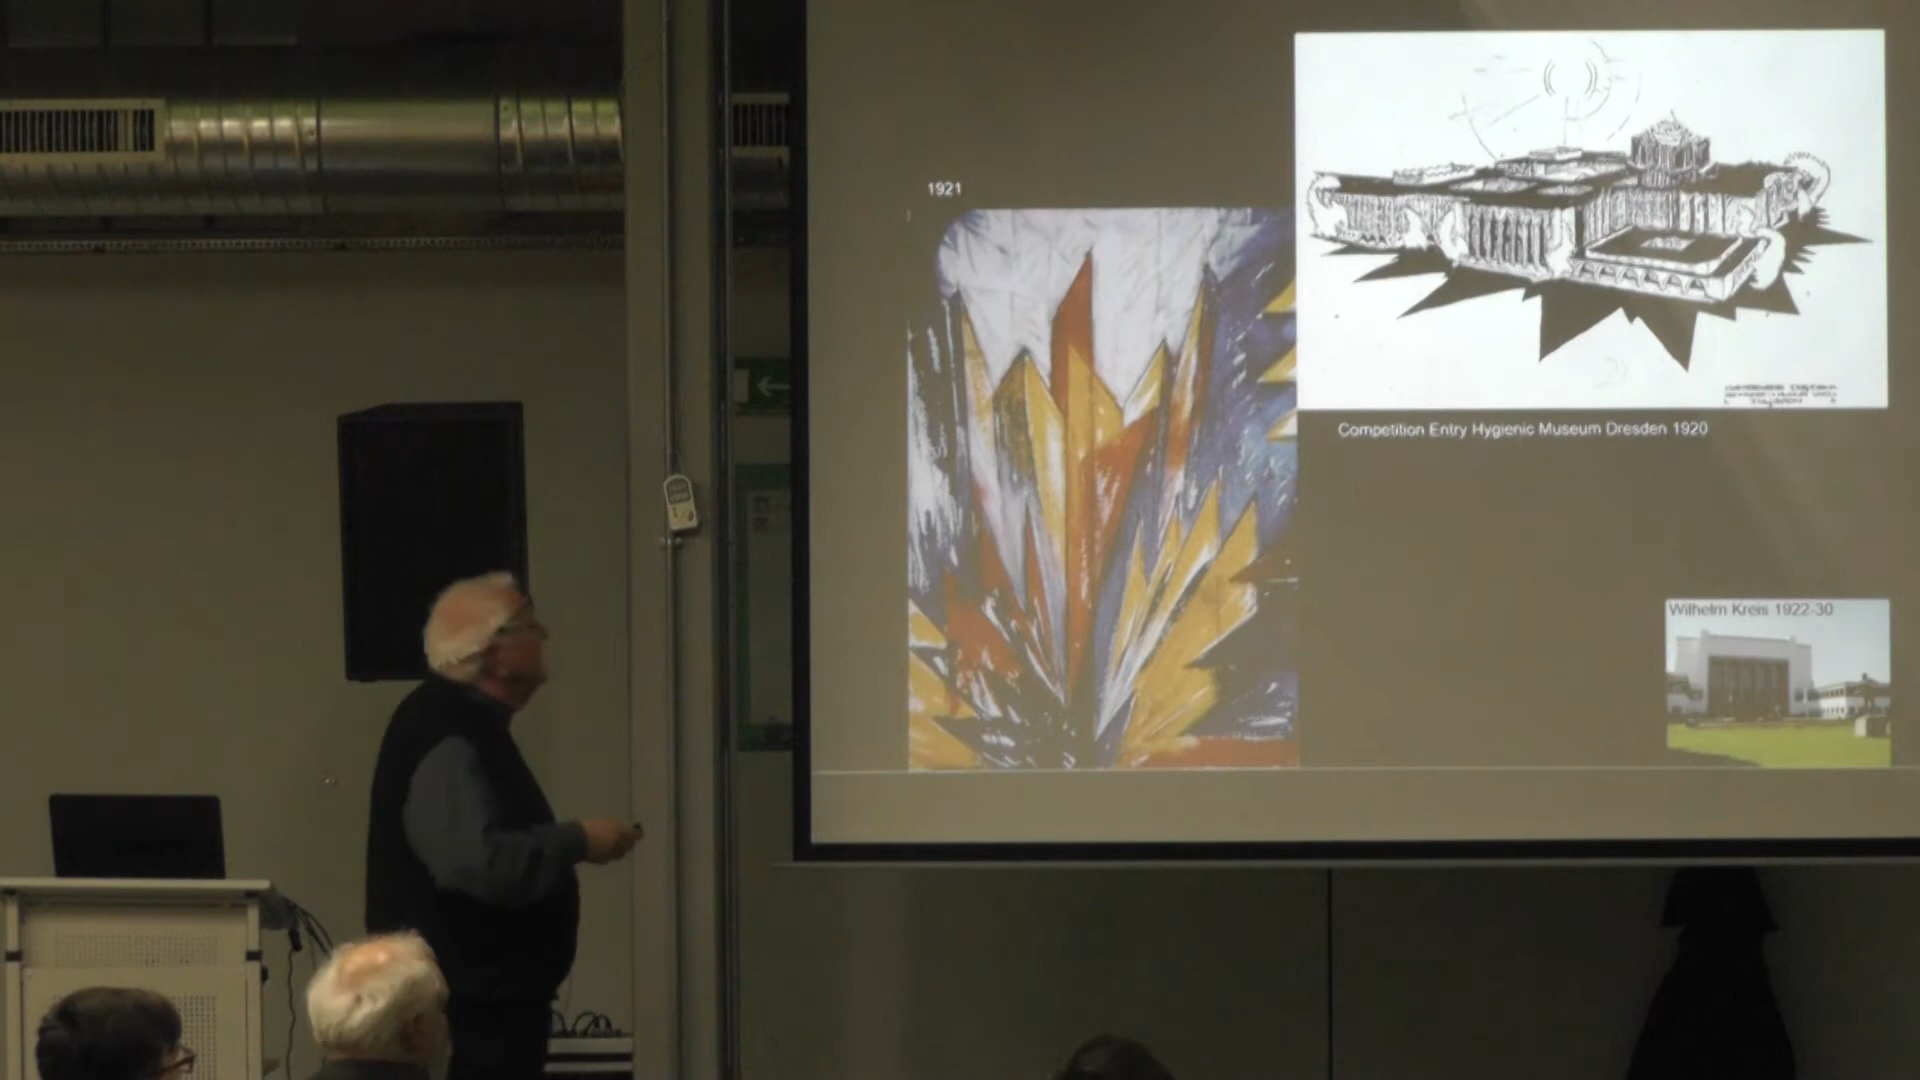 1921
Competition Entry Hygienic Museum Dresden 1920
Wilhelm Kreis 1922-30